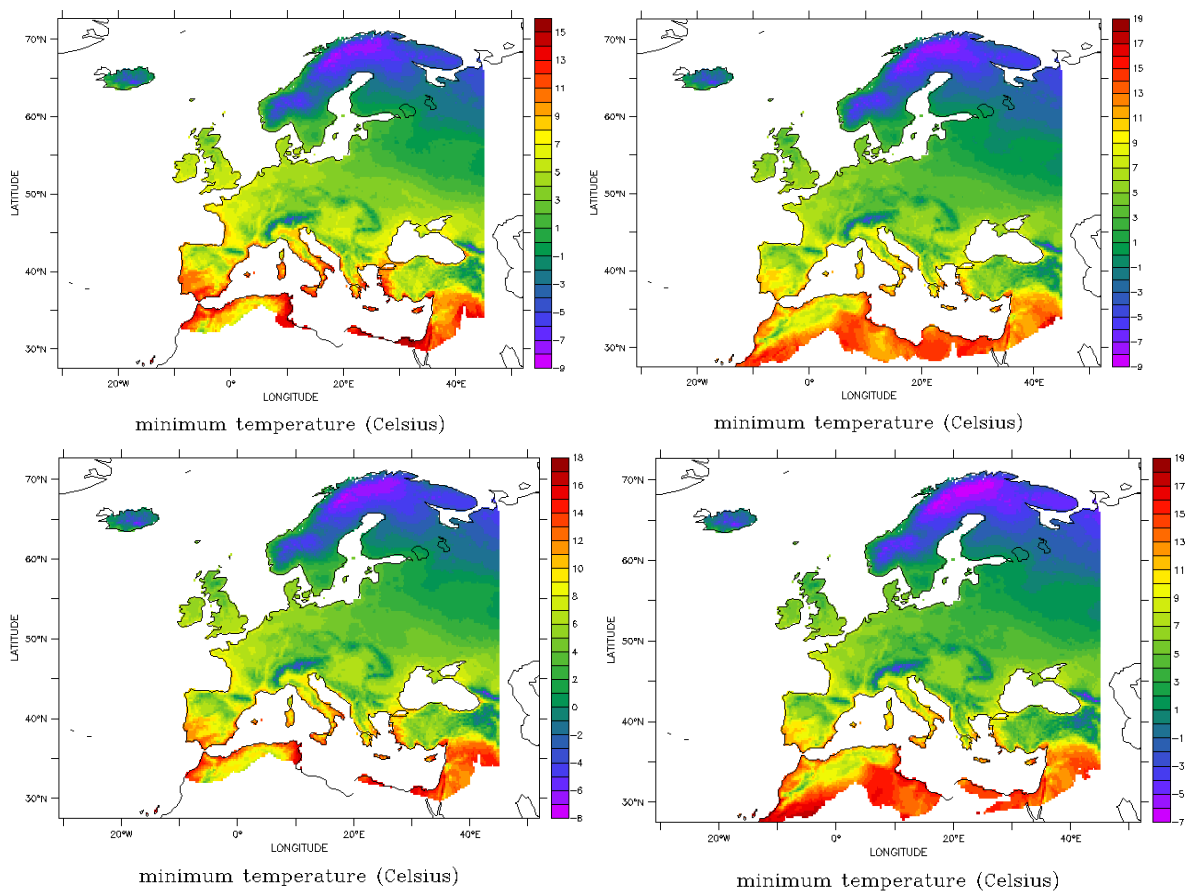 70°N
60°N
50°N
40°N
30°N
LATITUDE
20°W
0°
20°E
40°E
LONGITUDE
15
13
11
9
7
5
3
1
-1
-3
-5
-7
-9
minimum temperature (Celsius)
70°N
60°N
50°N
40°N
30°N
LATITUDE
20°W
0°
20°E
40°E
LONGITUDE
19
17
15
13
11
9
7
5
3
1
-1
-3
-5
-7
-9
minimum temperature (Celsius)
70°N
60°N
50°N
40°N
30°N
LATITUDE
20°W
0°
20°E
40°E
LONGITUDE
18
16
14
12
10
8
6
4
2
0
-2
-4
-6
-8
minimum temperature (Celsius)
70°N
60°N
50°N
40°N
30°N
LATITUDE
20°W
0°
20°E
40°E
LONGITUDE
19
17
15
13
11
9
7
5
3
1
-1
-3
-5
-7
minimum temperature (Celsius)